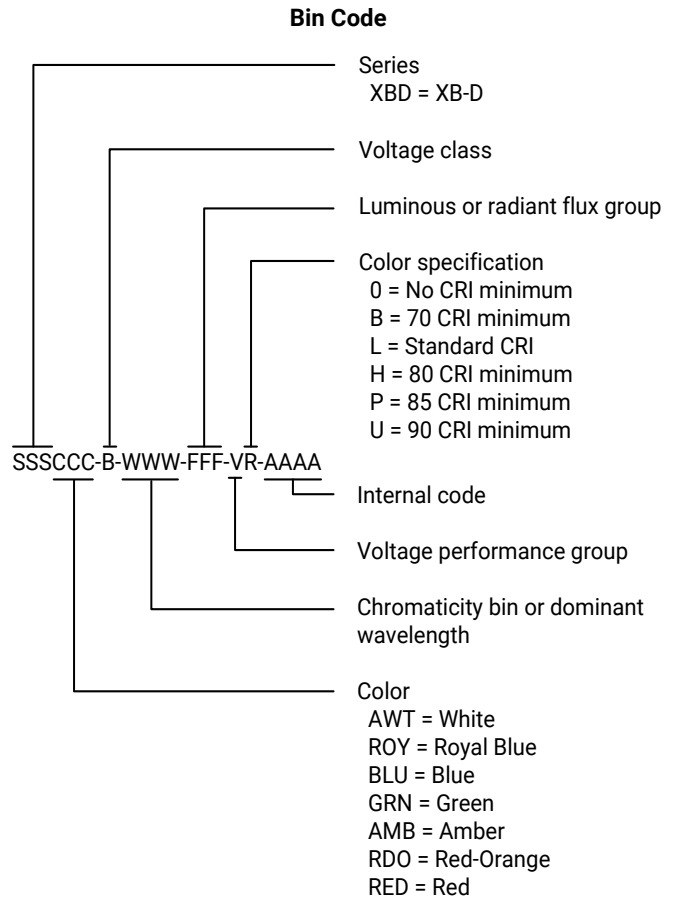 Bin Code
Series
XBD = XB-D
Voltage class
Luminous or radiant flux group
Color specification
0 = No CRI minimum
B = 70 CRI minimum
L = Standard CRI
H = 80 CRI minimum
P = 85 CRI minimum
U = 90 CRI minimum
SSSCCC-B-WWW-FFF-VR-AAAA
Internal code
Voltage performance group
Chromaticity bin or dominant
wavelength
Color
AWT = White
ROY = Royal Blue
BLU = Blue
GRN = Green
AMB = Amber
RDO = Red-Orange
RED = Red